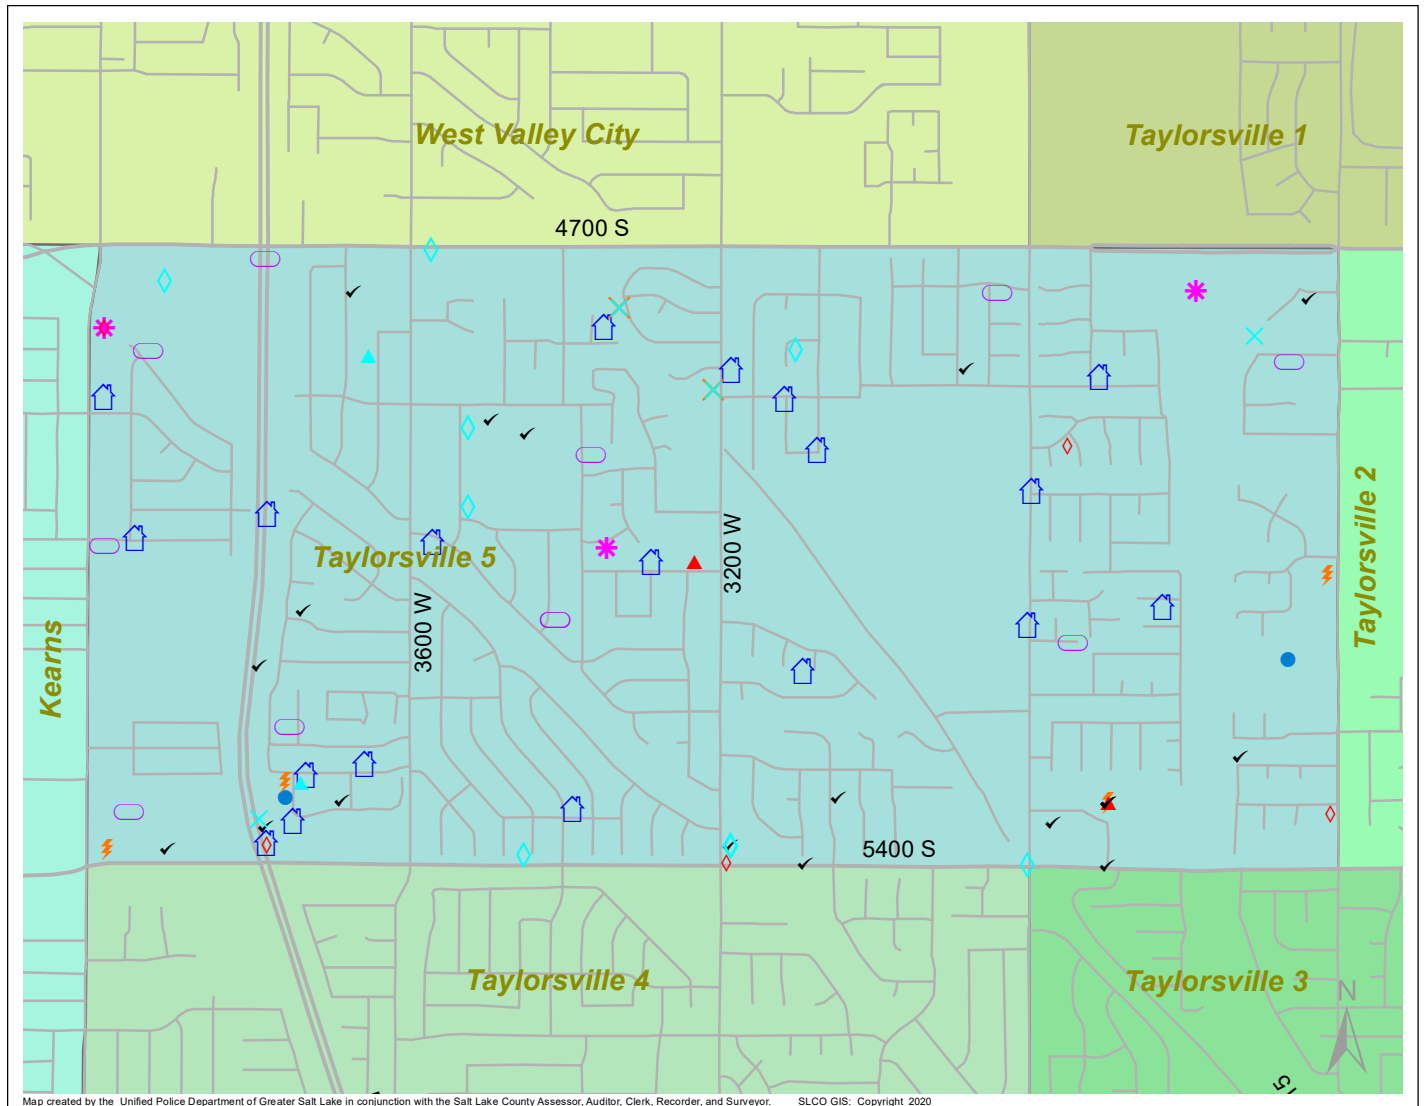 West Valley City
Taylorsville 1
4700 S
Taylorsville 5
3200 W
3600 W
Taylorsville 2
Kearns
5400 S
Taylorsville 4
Taylorsville 3
N
15
Map created by the Unified Police Department of Greater Salt Lake in conjunction with the Salt Lake County Assessor, Auditor, Clerk, Recorder, and Surveyor. SLCO GIS: Copyright 2020